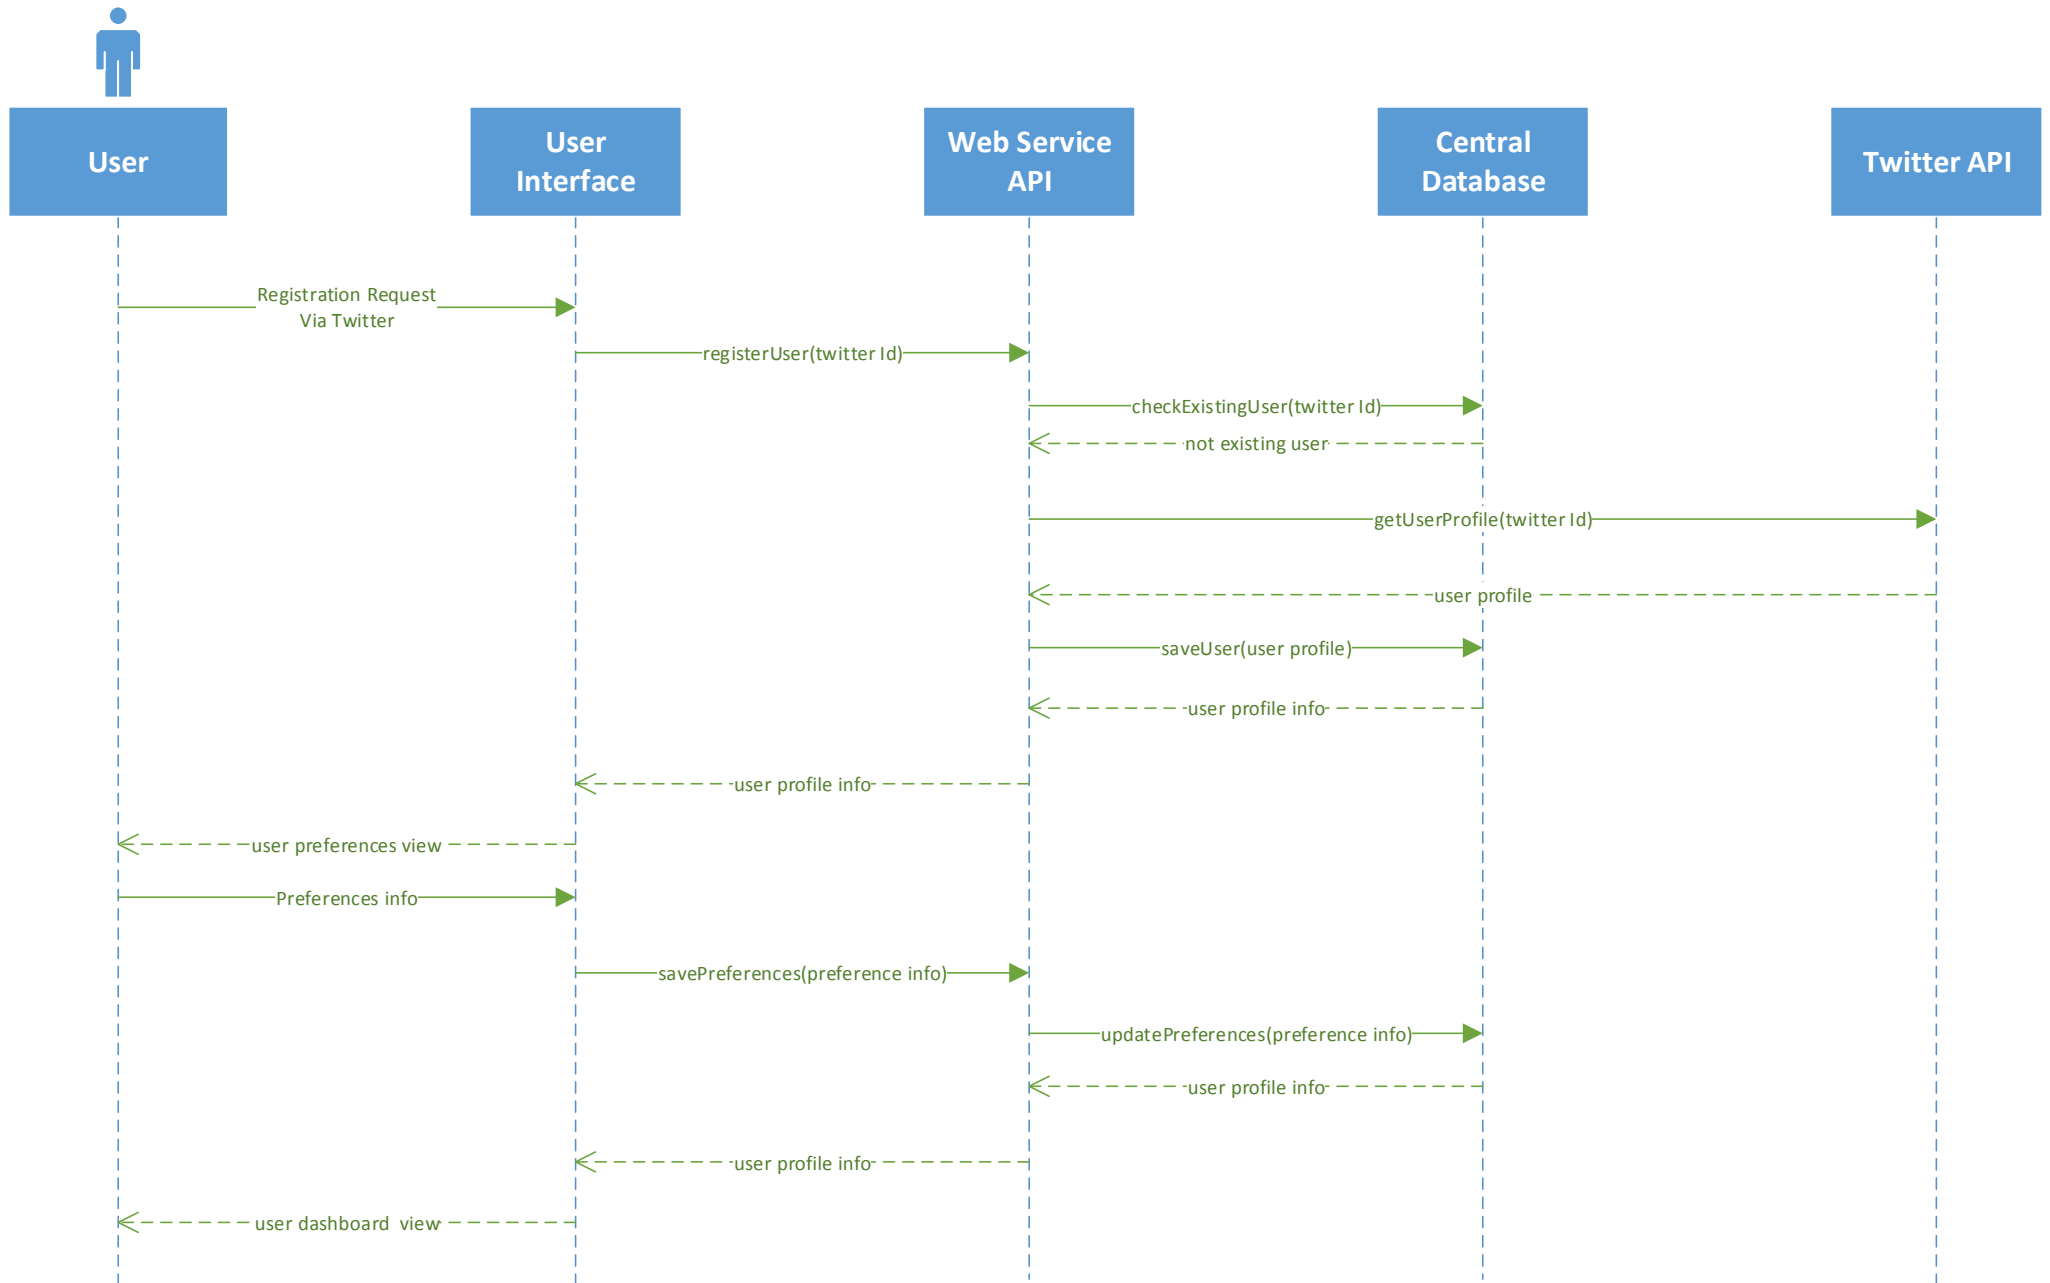 User
User
Interface
Web Service
API
Central
Database
Twitter API
Registration Request
Via Twitter
registerUser(twitter Id)
checkExistingUser(twitter Id)
not existing user
getUserProfile(twitter Id)
user profile
saveUser(user profile)
user profile info
user profile info
user preferences view
Preferences info
savePreferences(preference info)
updatePreferences(preference info)
user profile info
user profile info
user dashboard  view